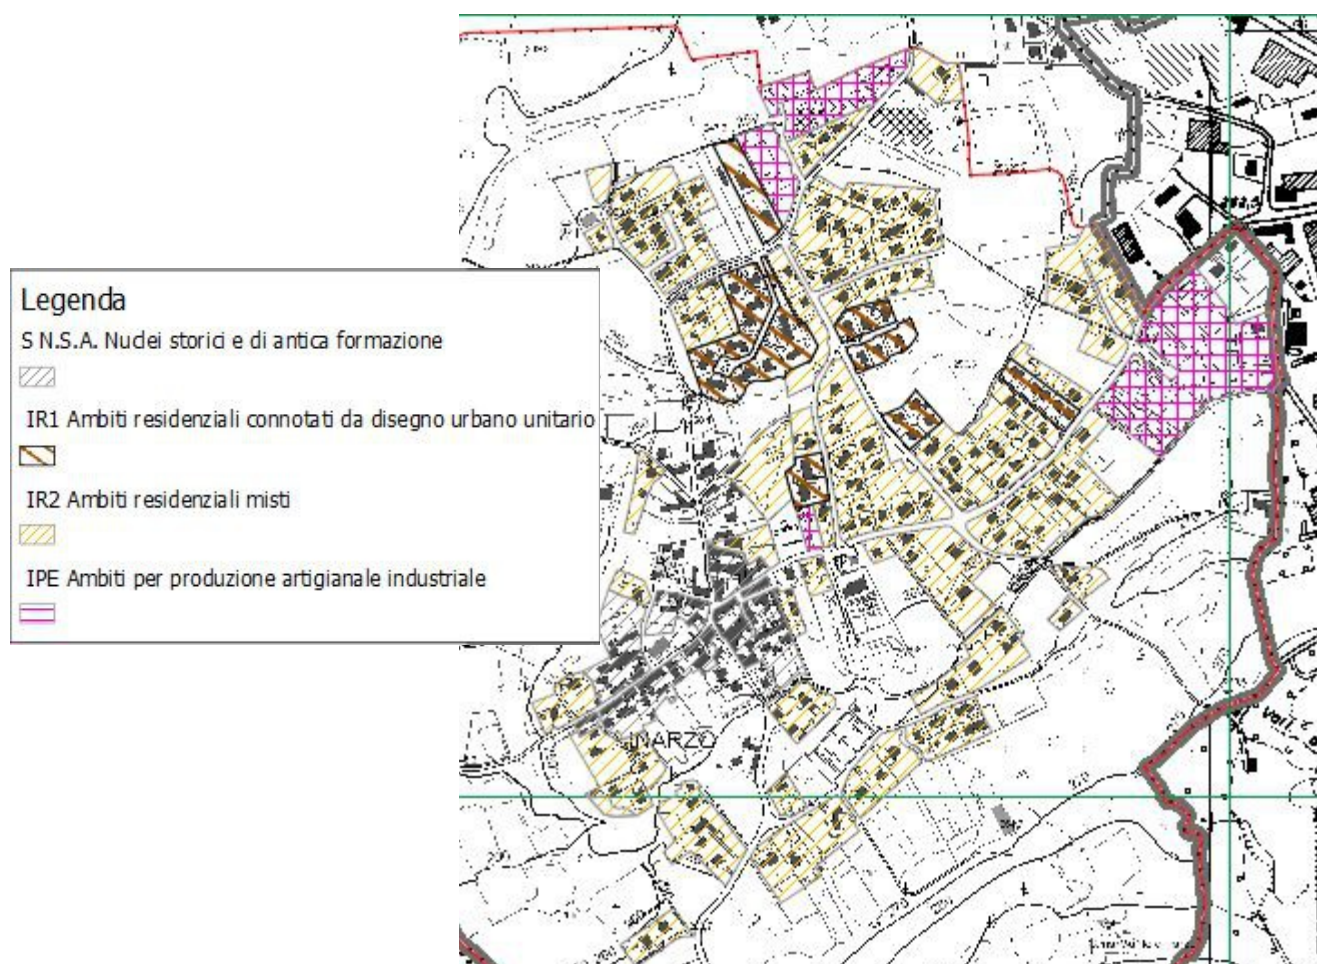 Legenda
S N.S.A. Nuclei storici e di antica formazione
IR1 Ambiti residenziali connotati da disegno urbano unitario
IR2 Ambiti residenziali misti
IPE Ambiti per produzione artigianale industriale
INARZO